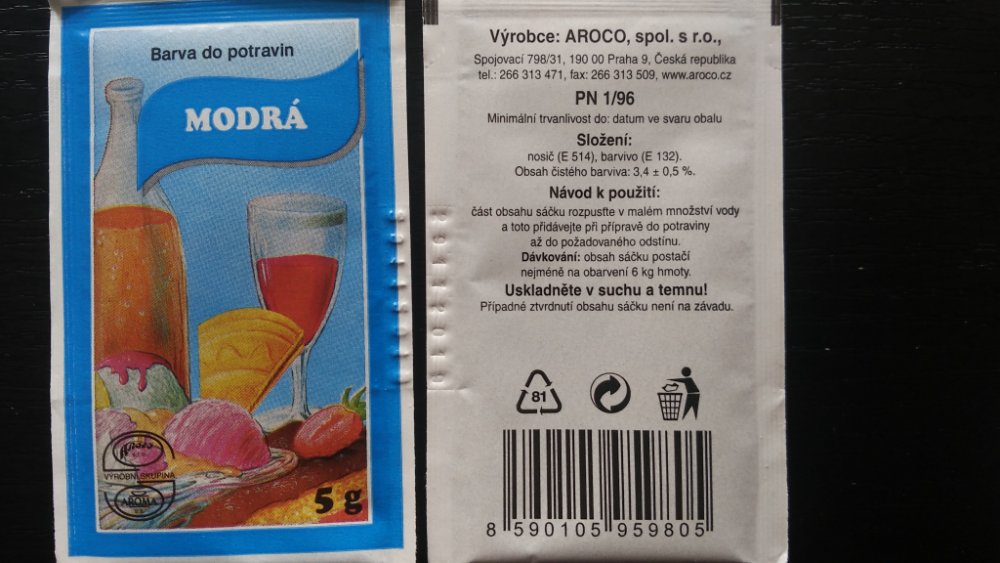 Barva do potravin
MODRÁ
VÝROBNÍ SKUPINA
AROMA
5 g
Výrobce: AROCO, spol. s r.o.,
Spojovací 798/31, 190 00 Praha 9, Česká republika
tel.: 266 313 471, fax: 266 313 509, www.aroco.cz
PN 1/96
Minimální trvanlivost do: datum ve svaru obalu
Složení:
nosič (E 514), barvivo (E 132).
Obsah čistého barviva: 3,4 ± 0,5 %.
Návod k použití:
část obsahu sáčku rozpusťte v malém množství vody
a toto přidávejte při přípravě do potraviny
až do požadovaného odstínu.
Dávkování: obsah sáčku postačí
nejméně na obarvení 6 kg hmoty.
Uskladněte v suchu a temnu!
Případné ztvrdnutí obsahu sáčku není na závadu.
81
8 590105 959805